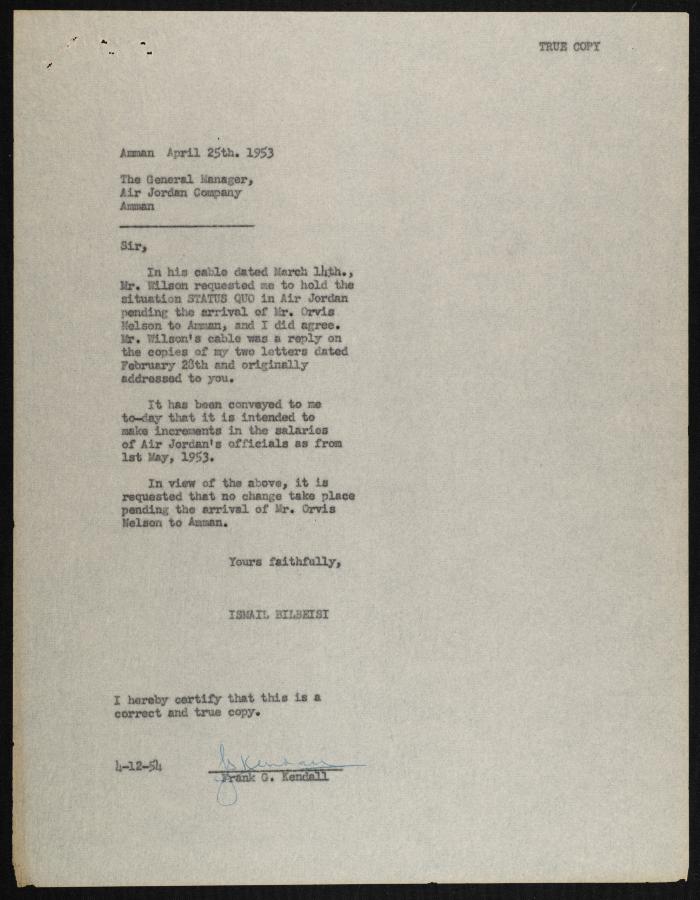 TRUE COPY
Amman April 25th. 1953
The General Manager,
Air Jordan Company
Amman
Sir,
In his cable dated March 14th.,
Mr. Wilson requested me to hold the
situation STATUS QUO in Air Jordan
pending the arrival of Mr. Orvis
Nelson to Amman, and I did agree.
Mr. Wilson's cable was a reply on
the copies of my two letters dated
February 28th and originally
addressed to you.
It has been conveyed to me
to-day that it is intended to
make increments in the salaries
of Air Jordan's officials as from
1st May, 1953.
In view of the above, it is
requested that no change take place
pending the arrival of Mr. Orvis
Nelson to Amman.
Yours faithfully,
ISMAIL BILBEISI
I hereby certify that this is a
correct and true copy.
4-12-54
Frank G. Kendall